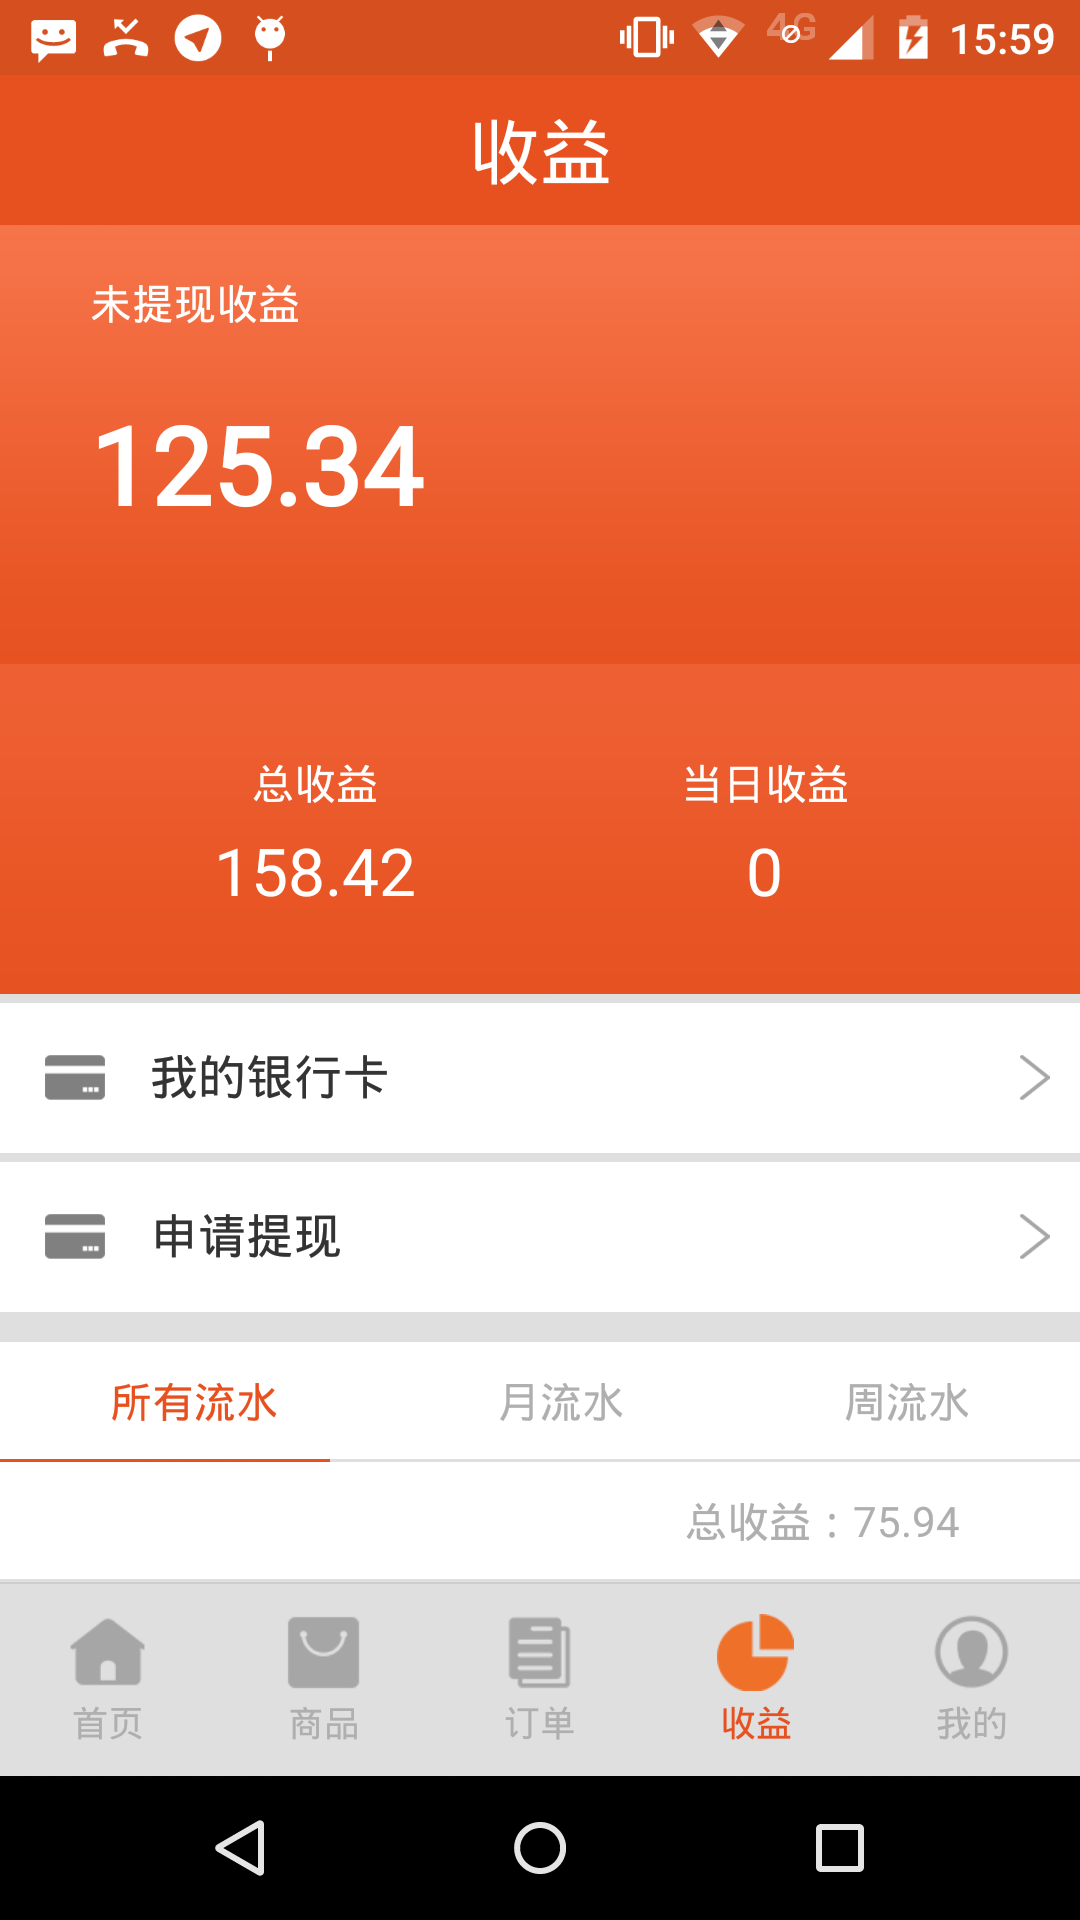 4G 15:59
收益
未提现收益
125.34
总收益 当日收益
158.42 0
我的银行卡
申请提现
所有流水 月流水 周流水
总收益：75.94
首页 商品 订单 收益 我的